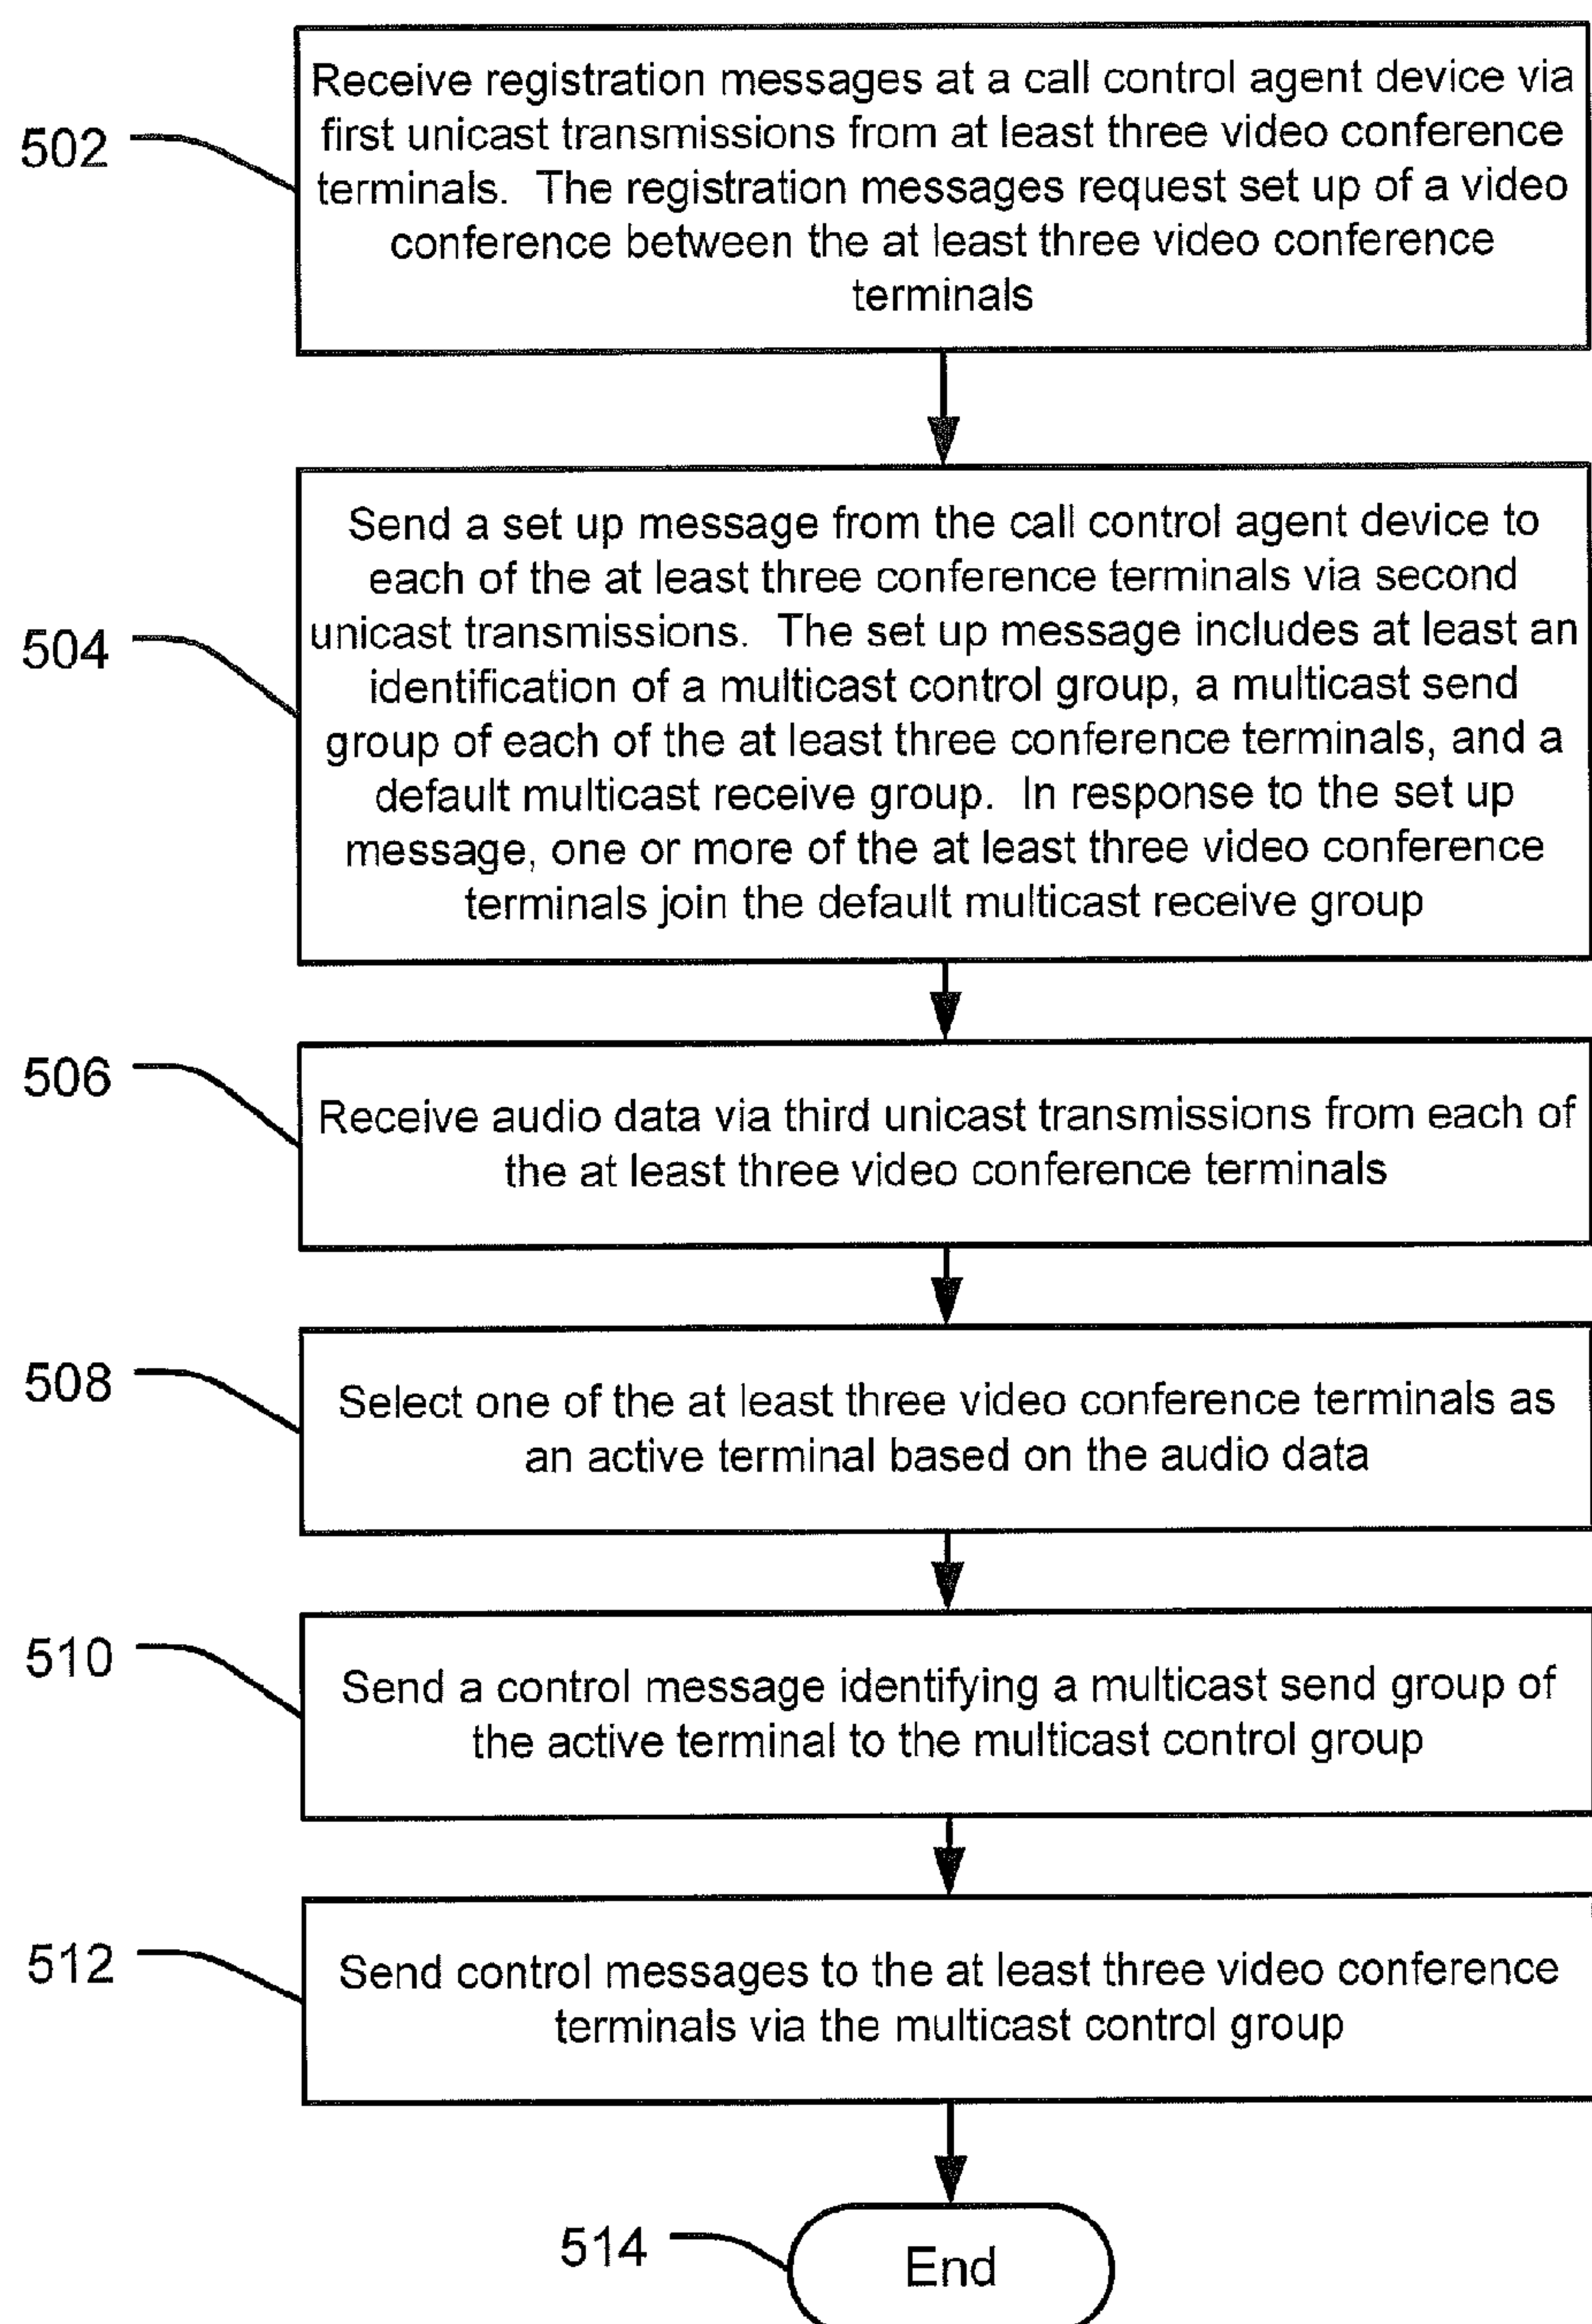 502
Receive registration messages at a call control agent device via
first unicast transmissions from at least three video conference
terminals. The registration messages request set up of a video
conference between the at least three video conference
terminals
504
Send a set up message from the call control agent device to
each of the at least three conference terminals via second
unicast transmissions. The set up message includes at least an
identification of a multicast control group, a multicast send
group of each of the at least three conference terminals, and a
default multicast receive group. In response to the set up
message, one or more of the at least three video conference
terminals join the default multicast receive group
506
Receive audio data via third unicast transmissions from each of
the at least three video conference terminals
508
Select one of the at least three video conference terminals as
an active terminal based on the audio data
510
Send a control message identifying a multicast send group of
the active terminal to the multicast control group
512
Send control messages to the at least three video conference
terminals via the multicast control group
514
End